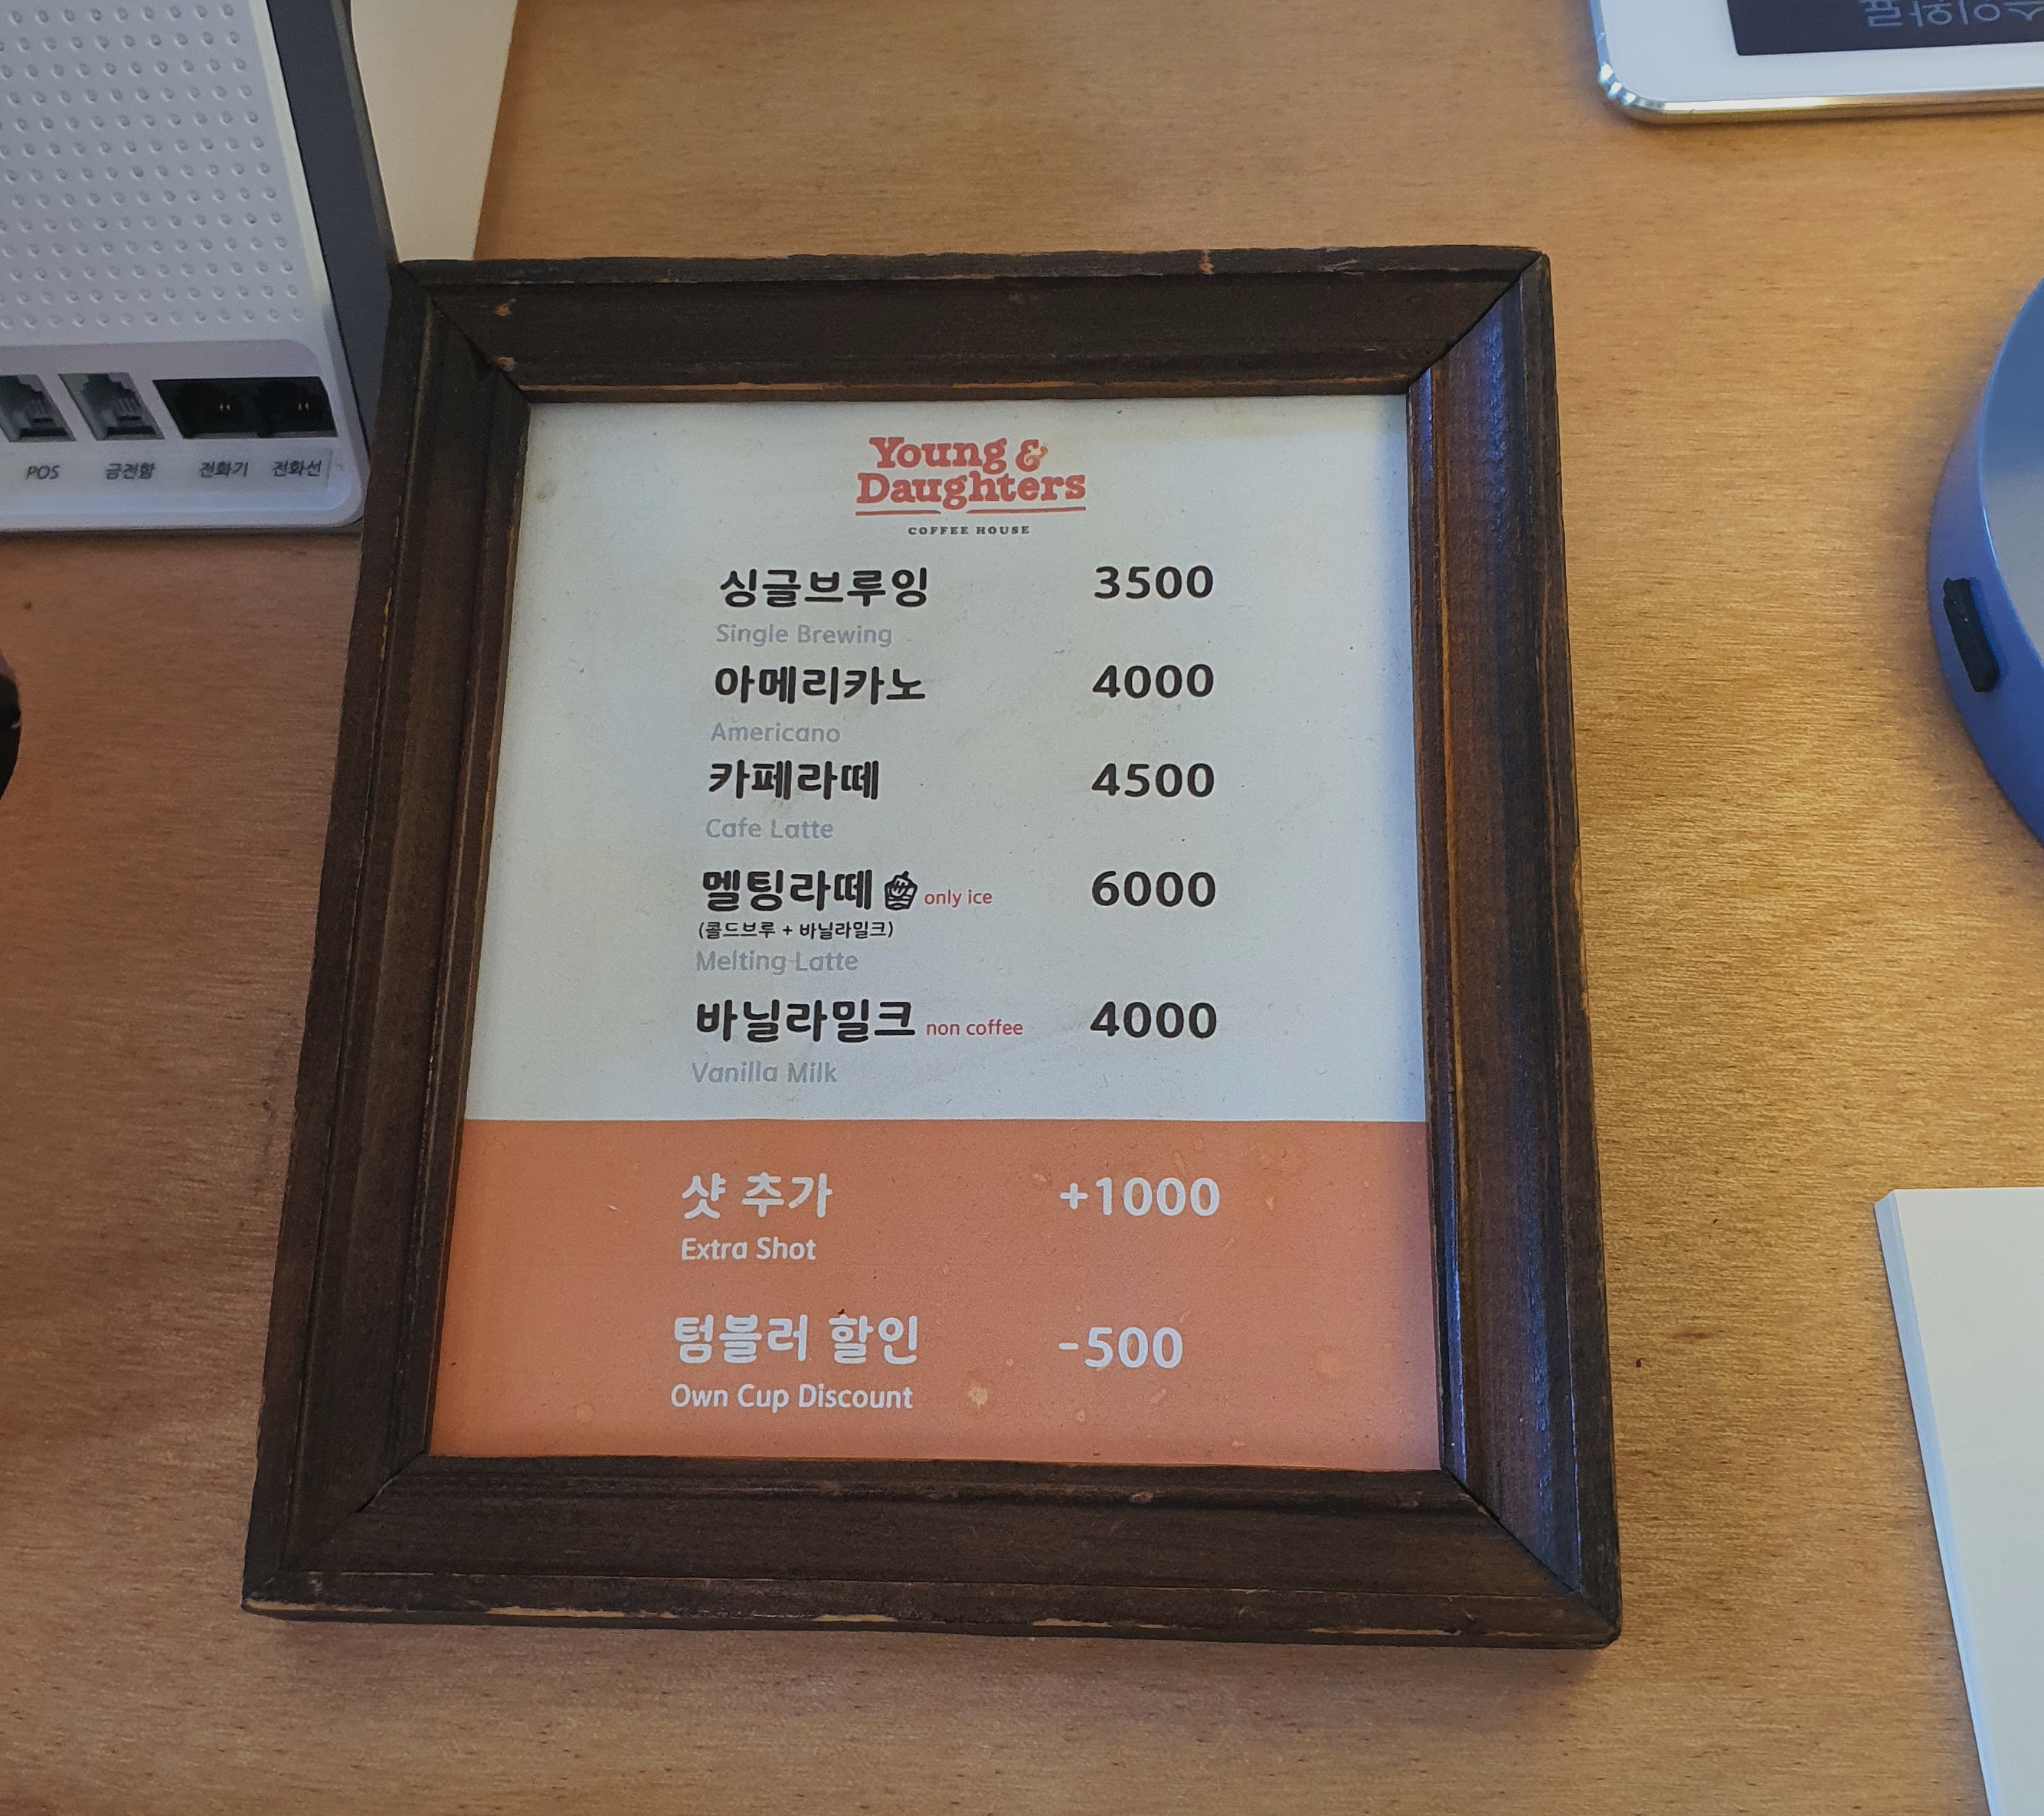 POS
금전함
전화기
전화선
Young &
Daughters
COFFEE HOUSE
싱글브루잉 3500
Single Brewing
아메리카노 4000
Americano
카페라떼 4500
Cafe Latte
멜팅라떼 only ice 6000
(콜드브루 + 바닐라밀크)
Melting Latte
바닐라밀크 non coffee 4000
Vanilla Milk
샷 추가 +1000
Extra Shot
텀블러 할인 -500
Own Cup Discount